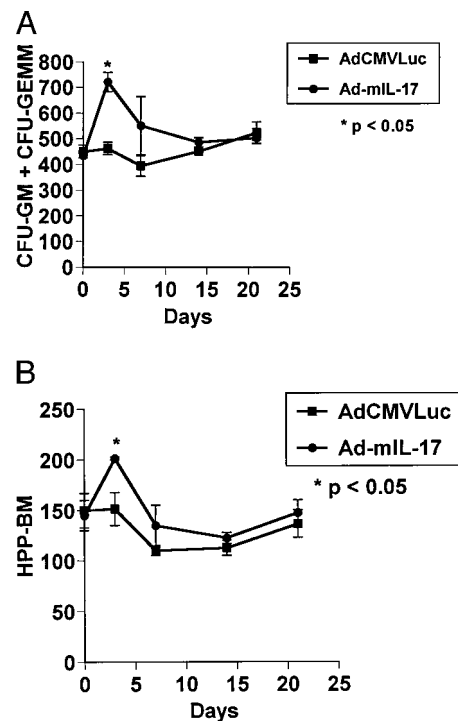 A
CFU-GM + CFU-GEMM
800
700
600
500
400
300
200
100
0
*
0 5 10 15 20 25
Days
AdCMVLuc
Ad-mIL-17
* p < 0.05
B
HPP-BM
250
200
150
100
50
0
*
0 5 10 15 20 25
Days
AdCMVLuc
Ad-mIL-17
* p < 0.05